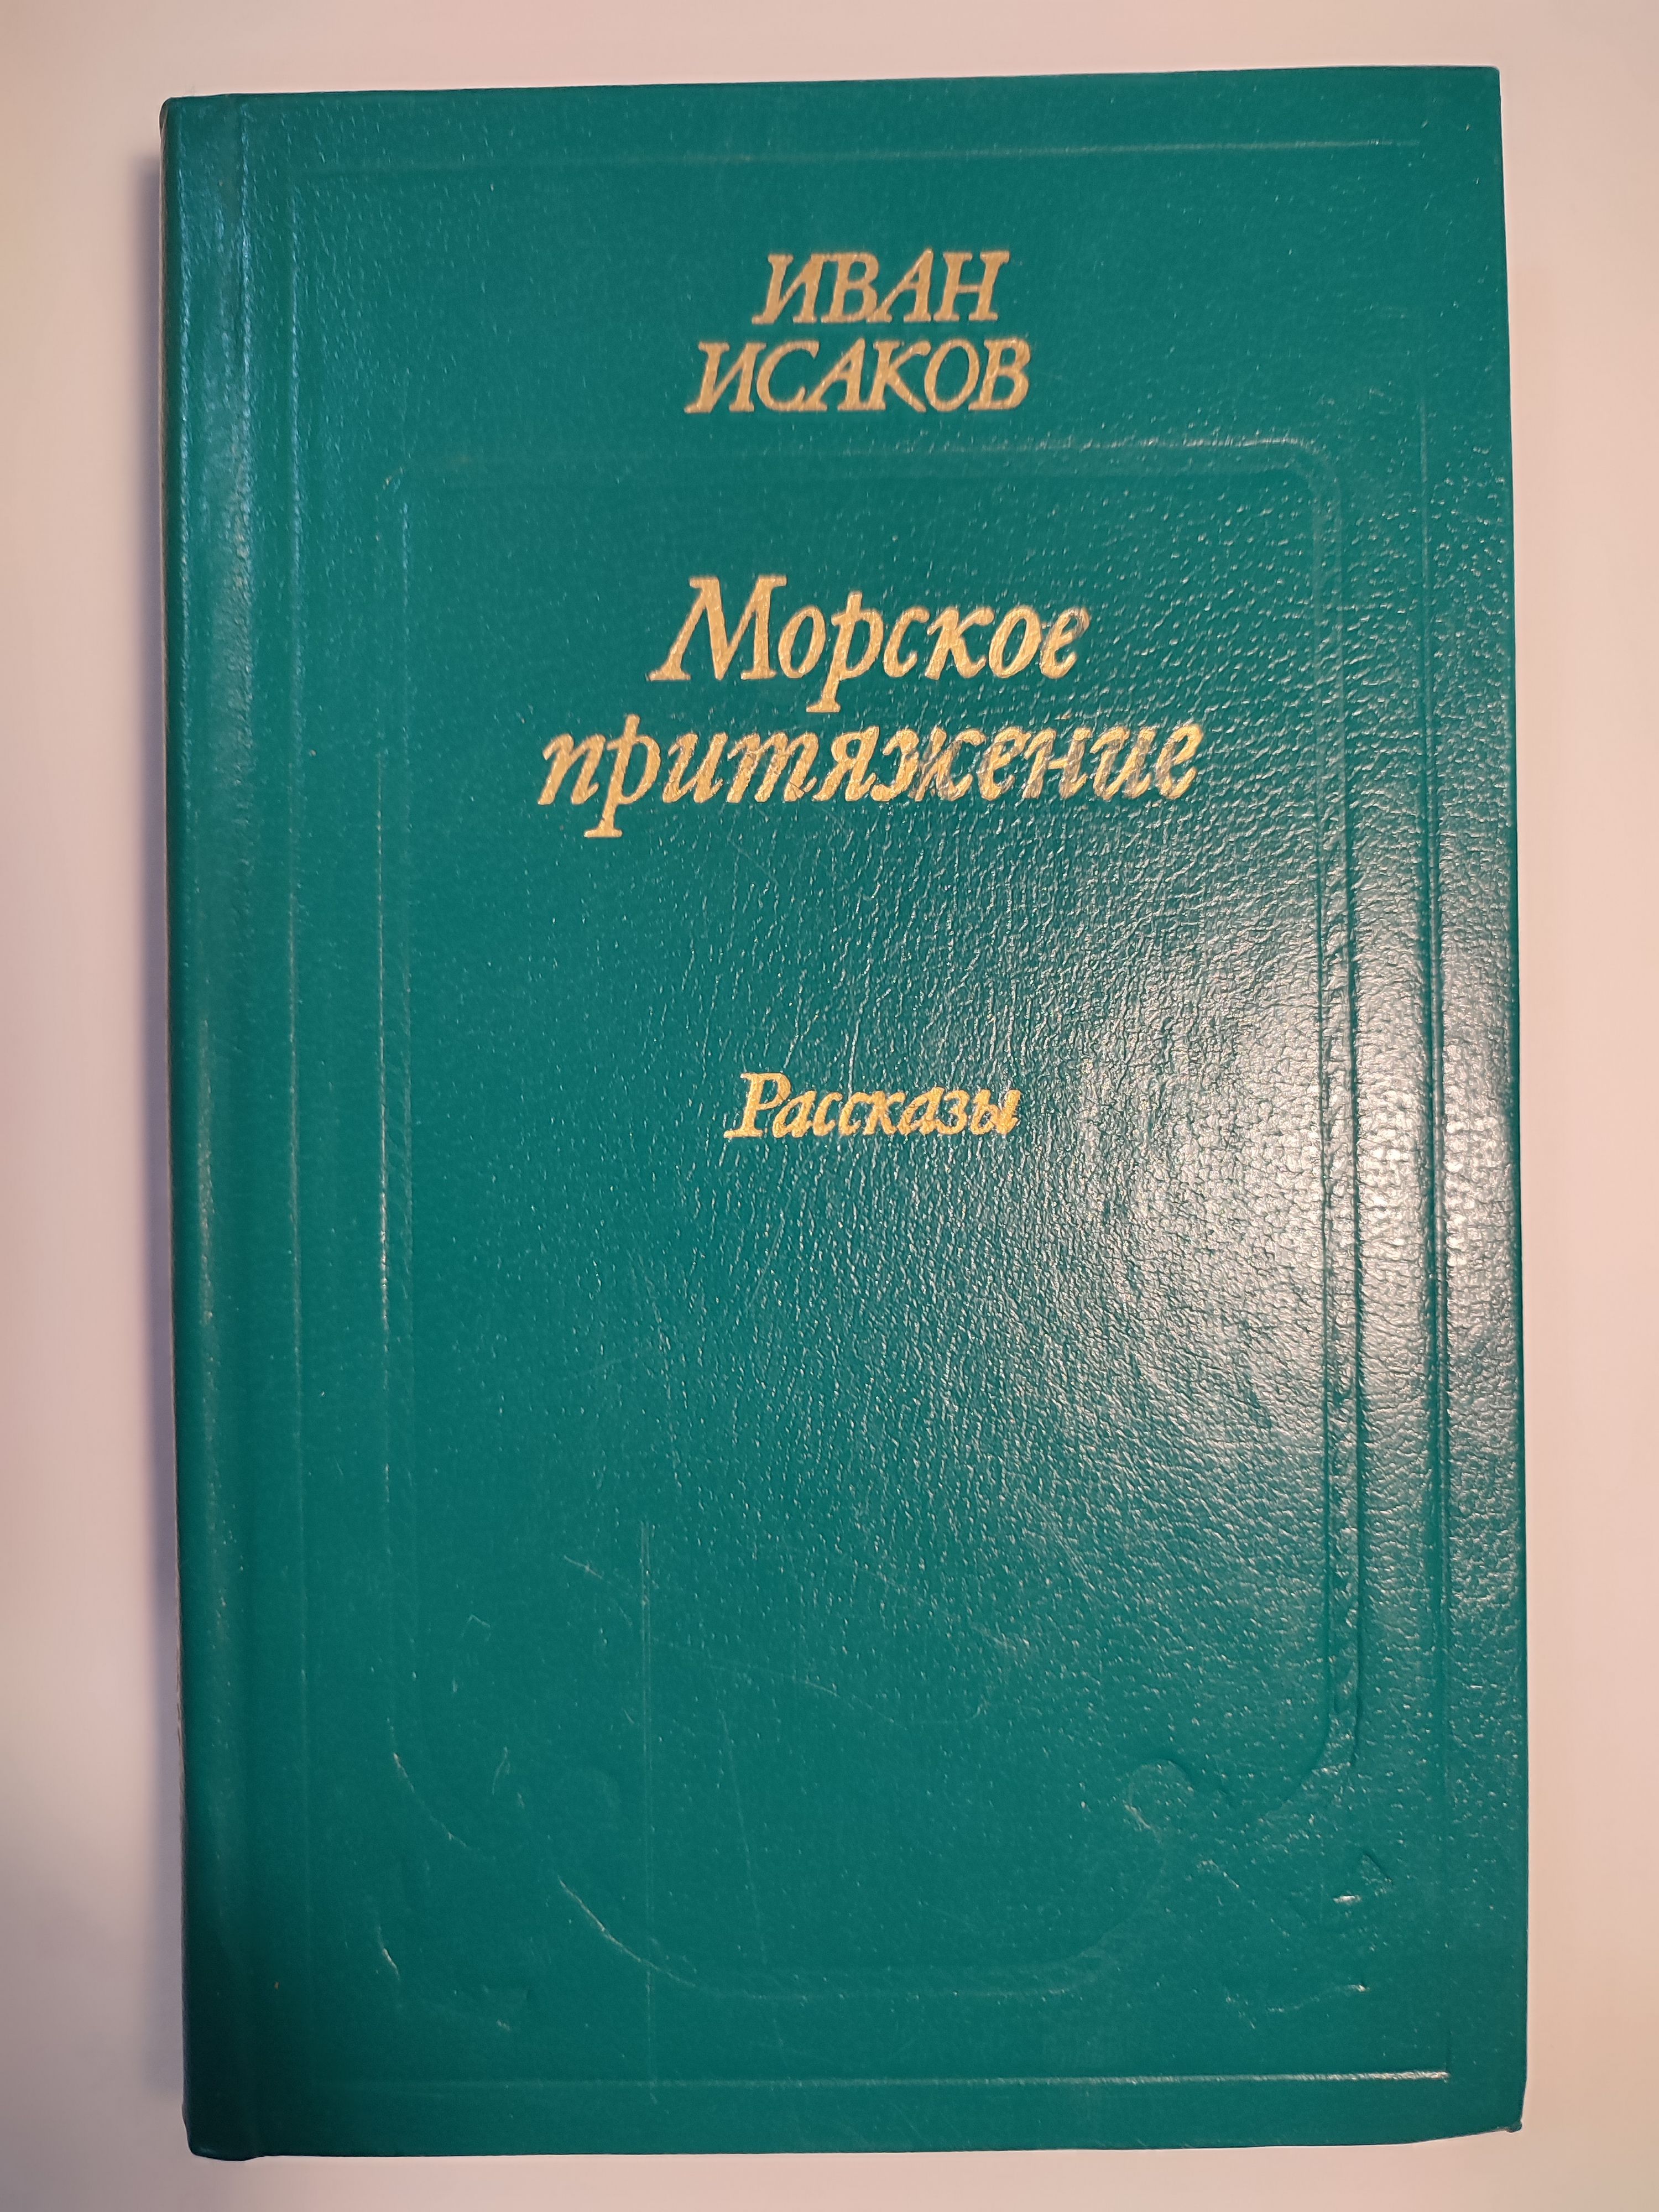 ИВАН
ИСАКОВ
Морское
притяжение
Рассказы